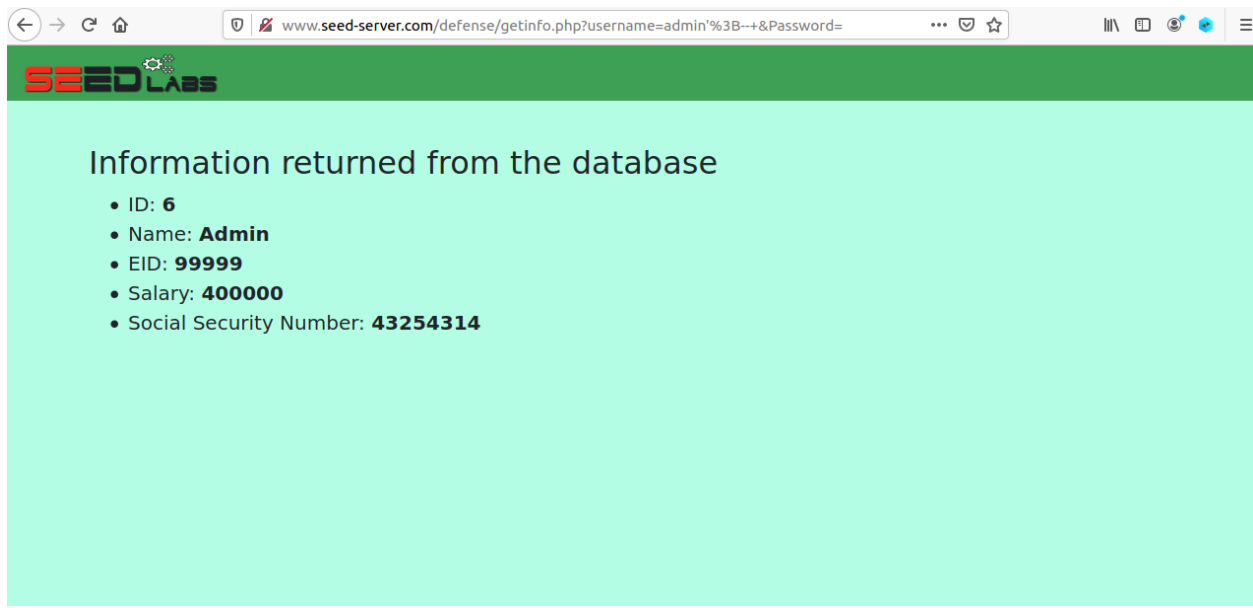 www.seed-server.com/defense/getinfo.php?username=admin'%3B--+&Password=
SEED LABS
Information returned from the database
• ID: 6
• Name: Admin
• EID: 99999
• Salary: 400000
• Social Security Number: 43254314